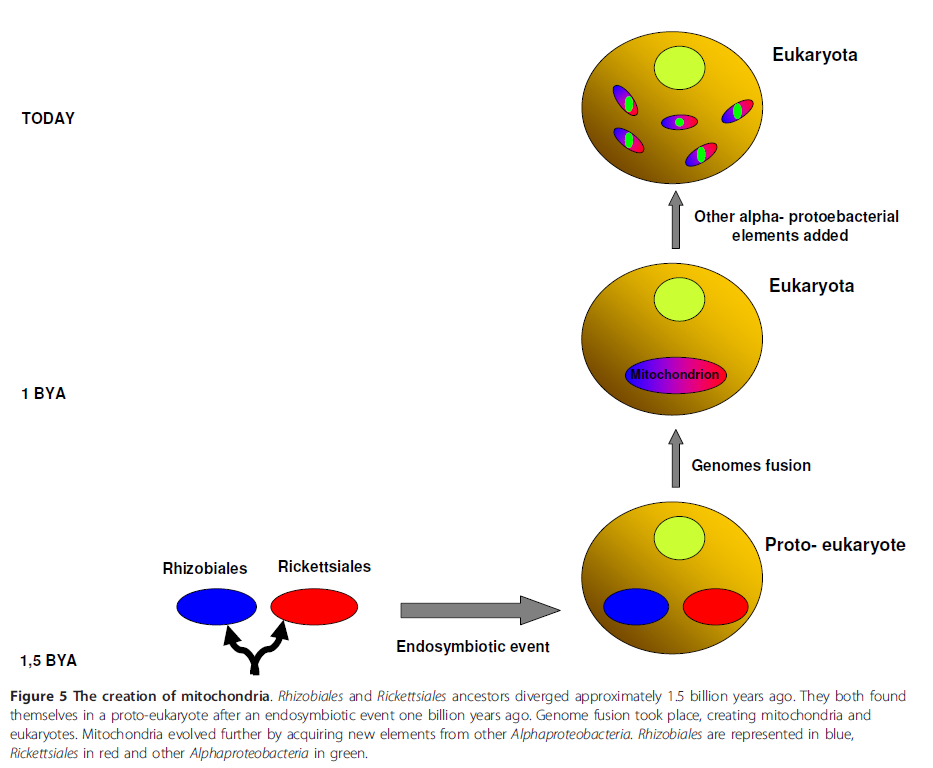 Eukaryota
TODAY
Other alpha- protoebacterial
elements added
Eukaryota
Mitochondrion
1 BYA
Genomes fusion
Proto- eukaryote
Rhizobiales
Rickettsiales
Endosymbiotic event
1,5 BYA
Figure 5 The creation of mitochondria. Rhizobiales and Rickettsiales ancestors diverged approximately 1.5 billion years ago. They both found
themselves in a proto-eukaryote after an endosymbiotic event one billion years ago. Genome fusion took place, creating mitochondria and
eukaryotes. Mitochondria evolved further by acquiring new elements from other Alphaproteobacteria. Rhizobiales are represented in blue,
Rickettsiales in red and other Alphaproteobacteria in green.